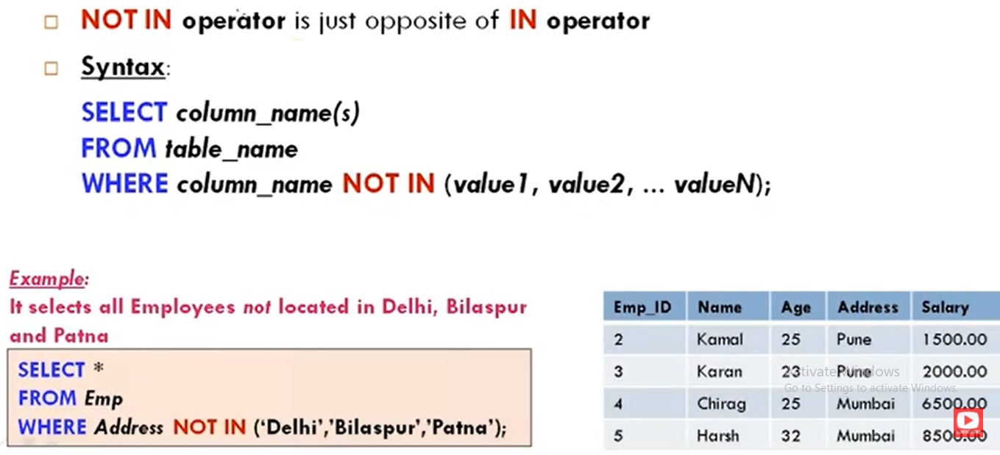 NOT IN operator is just opposite of IN operator
Syntax:
SELECT column_name(s)
FROM table_name
WHERE column_name NOT IN (value1, value2, ... valueN);
Example:
It selects all Employees not located in Delhi, Bilaspur
and Patna
SELECT *
FROM Emp
WHERE Address NOT IN (‘Delhi’,’Bilaspur’,’Patna’);
Emp_ID Name Age Address Salary
2 Kamal 25 Pune 1500.00
3 Karan 23 Pune 2000.00
4 Chirag 25 Mumbai 6500.00
5 Harsh 32 Mumbai 8500.00
Activate Windows
Go to Settings to activate Windows.